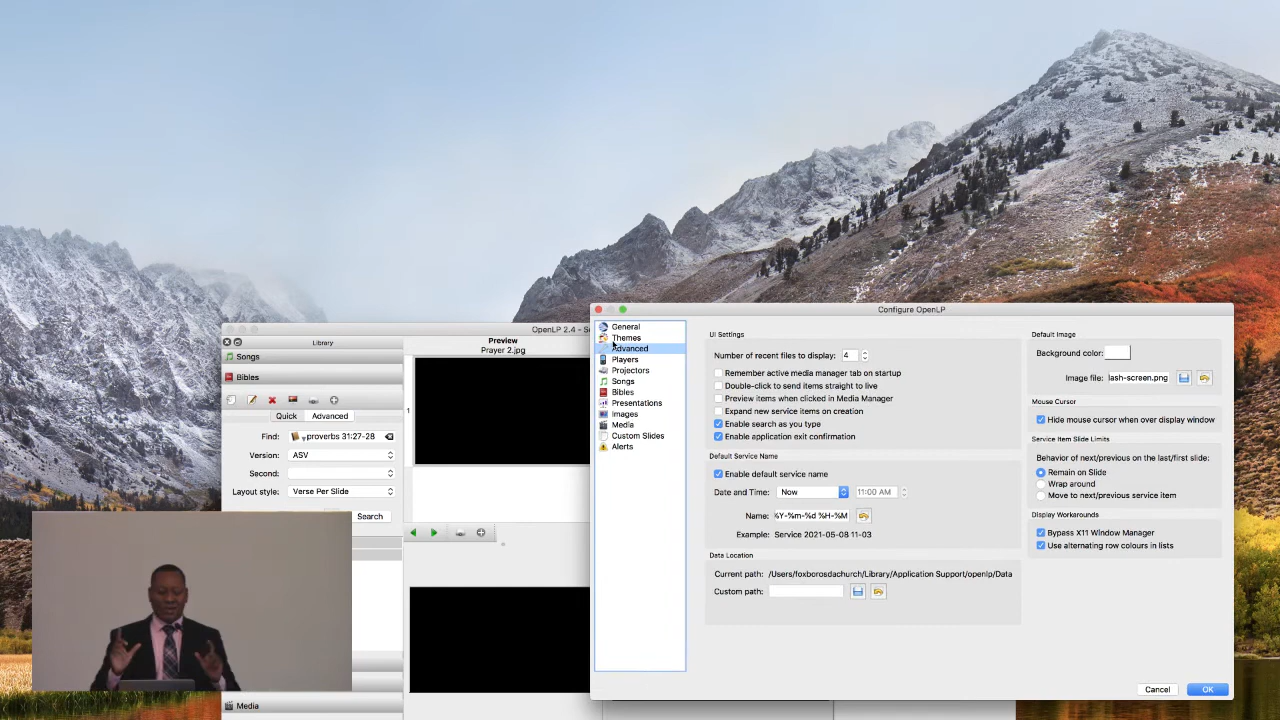 OpenLP 2.4 - Se
Library
Songs
Bibles
Quick
Advanced
Find:
proverbs 31:27-28
Version:
ASV
Second:
Layout style:
Verse Per Slide
Search
Media
Preview
Prayer 2.jpg
1
Configure OpenLP
General
Themes
Advanced
Players
Projectors
Songs
Bibles
Presentations
Images
Media
Custom Slides
Alerts
UI Settings
Number of recent files to display:
4
Remember active media manager tab on startup
Double-click to send items straight to live
Preview items when clicked in Media Manager
Expand new service items on creation
Enable search as you type
Enable application exit confirmation
Default Service Name
Enable default service name
Date and Time:
Now
11:00 AM
Name:
%Y-%m-%d %H-%M
Example:
Service 2021-05-08 11-03
Data Location
Current path:
/Users/foxborosdachurch/Library/Application Support/openlp/Data
Custom path:
Default Image
Background color:
Image file:
lash-screen.png
Mouse Cursor
Hide mouse cursor when over display window
Service Item Slide Limits
Behavior of next/previous on the last/first slide:
Remain on Slide
Wrap around
Move to next/previous service item
Display Workarounds
Bypass X11 Window Manager
Use alternating row colours in lists
Cancel
OK